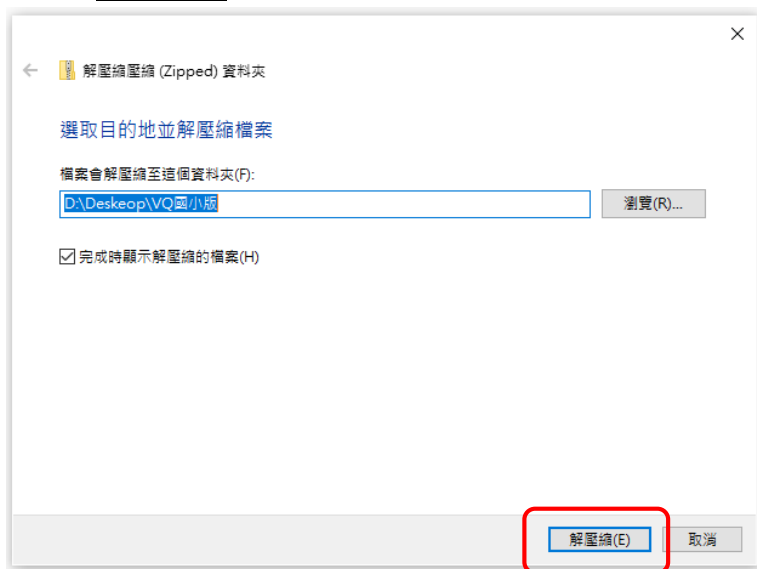 解壓縮壓縮 (Zipped) 資料夾
選取目的地並解壓縮檔案
檔案會解壓縮至這個資料夾(F):
D:\Deskeop\VQ國小版
瀏覽(R)...
完成時顯示解壓縮的檔案(H)
解壓縮(E)
取消